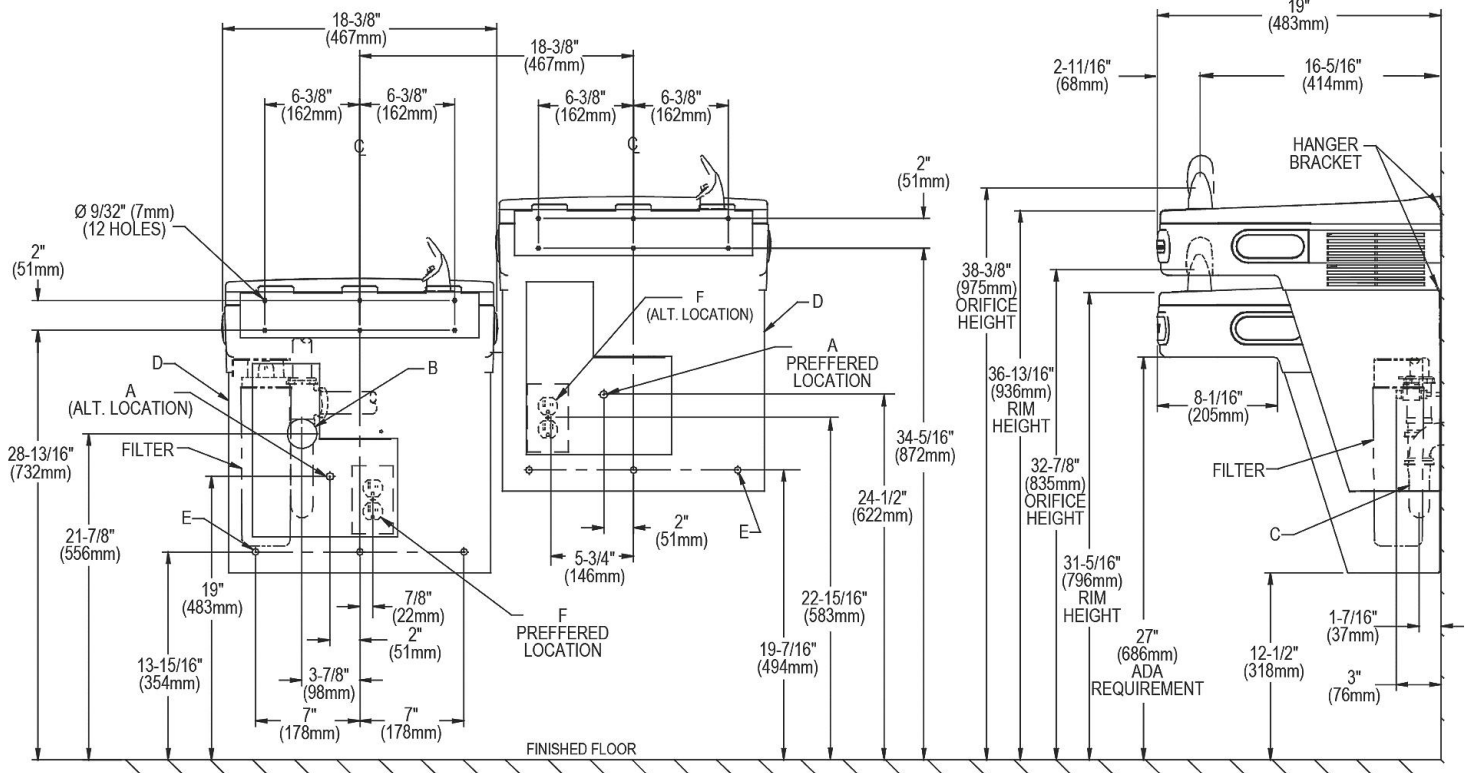 18-3/8"
(467mm)
18-3/8"
(467mm)
6-3/8"
(162mm)
6-3/8"
(162mm)
6-3/8"
(162mm)
6-3/8"
(162mm)
℄
℄
2"
(51mm)
Ø 9/32" (7mm)
(12 HOLES)
2"
(51mm)
D
A
(ALT. LOCATION)
B
FILTER
28-13/16"
(732mm)
21-7/8"
(556mm)
E
19"
(483mm)
13-15/16"
(354mm)
3-7/8"
(98mm)
7"
(178mm)
7"
(178mm)
7/8"
(22mm)
2"
(51mm)
F
PREFFERED
LOCATION
F
(ALT. LOCATION)
D
A
PREFFERED
LOCATION
2"
(51mm)
E
5-3/4"
(146mm)
34-5/16"
(872mm)
24-1/2"
(622mm)
22-15/16"
(583mm)
19-7/16"
(494mm)
FINISHED FLOOR
19"
(483mm)
2-11/16"
(68mm)
16-5/16"
(414mm)
HANGER
BRACKET
38-3/8"
(975mm)
ORIFICE
HEIGHT
36-13/16"
(936mm)
RIM
HEIGHT
32-7/8"
(835mm)
ORIFICE
HEIGHT
31-5/16"
(796mm)
RIM
HEIGHT
27"
(686mm)
ADA
REQUIREMENT
8-1/16"
(205mm)
FILTER
C
12-1/2"
(318mm)
1-7/16"
(37mm)
3"
(76mm)